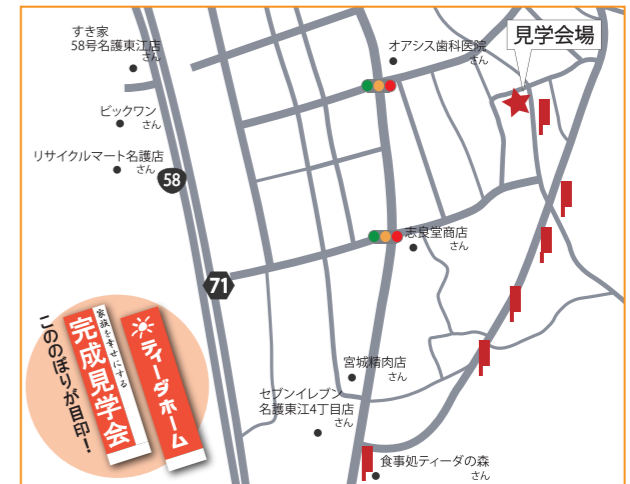 すき家
58号名護東江店
さん
オアシス歯科医院
さん
見学会場
ビックワン
さん
リサイクルマート名護店
さん
58
志良堂商店
さん
71
家族を幸せにする
完成見学会
ティーダホーム
こののぼりが目印!
宮城精肉店
さん
セブンイレブン
名護東江4丁目店
さん
食事処ティーダの森
さん